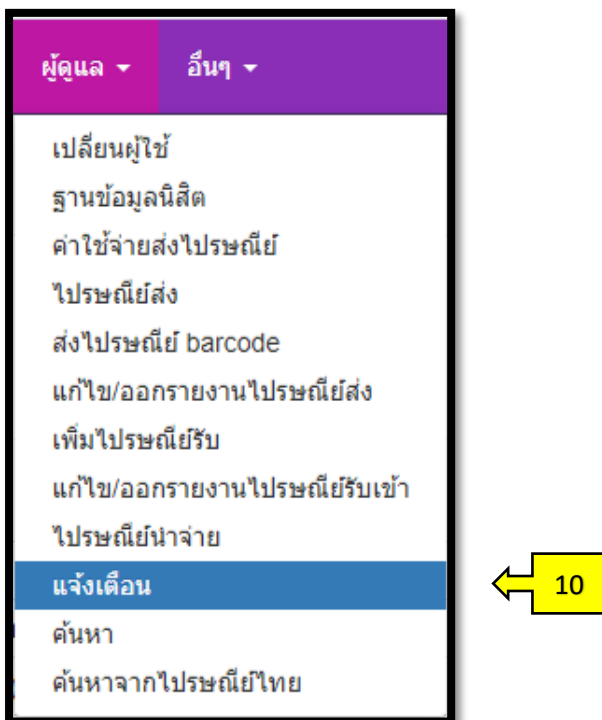 ผู้ดูแล อื่นๆ
เปลี่ยนผู้ใช้
ฐานข้อมูลนิสิต
ค่าใช้จ่ายส่งไปรษณีย์
ไปรษณีย์ส่ง
ส่งไปรษณีย์ barcode
แก้ไข/ออกรายงานไปรษณีย์ส่ง
เพิ่มไปรษณีย์รับ
แก้ไข/ออกรายงานไปรษณีย์รับเข้า
ไปรษณีย์นำจ่าย
แจ้งเตือน 10
ค้นหา
ค้นหาจากไปรษณีย์ไทย